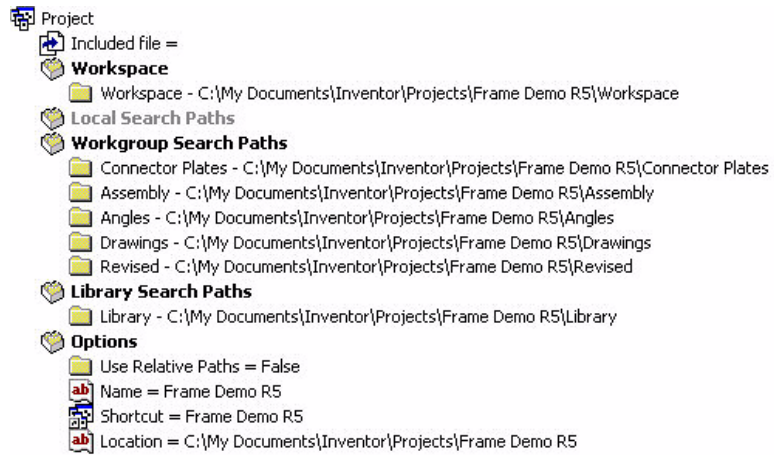 Project
Included file =
Workspace
Workspace - C:\My Documents\Inventor\Projects\Frame Demo R5\Workspace
Local Search Paths
Workgroup Search Paths
Connector Plates - C:\My Documents\Inventor\Projects\Frame Demo R5\Connector Plates
Assembly - C:\My Documents\Inventor\Projects\Frame Demo R5\Assembly
Angles - C:\My Documents\Inventor\Projects\Frame Demo R5\Angles
Drawings - C:\My Documents\Inventor\Projects\Frame Demo R5\Drawings
Revised - C:\My Documents\Inventor\Projects\Frame Demo R5\Revised
Library Search Paths
Library - C:\My Documents\Inventor\Projects\Frame Demo R5\Library
Options
Use Relative Paths = False
ab Name = Frame Demo R5
Shortcut = Frame Demo R5
ab Location = C:\My Documents\Inventor\Projects\Frame Demo R5